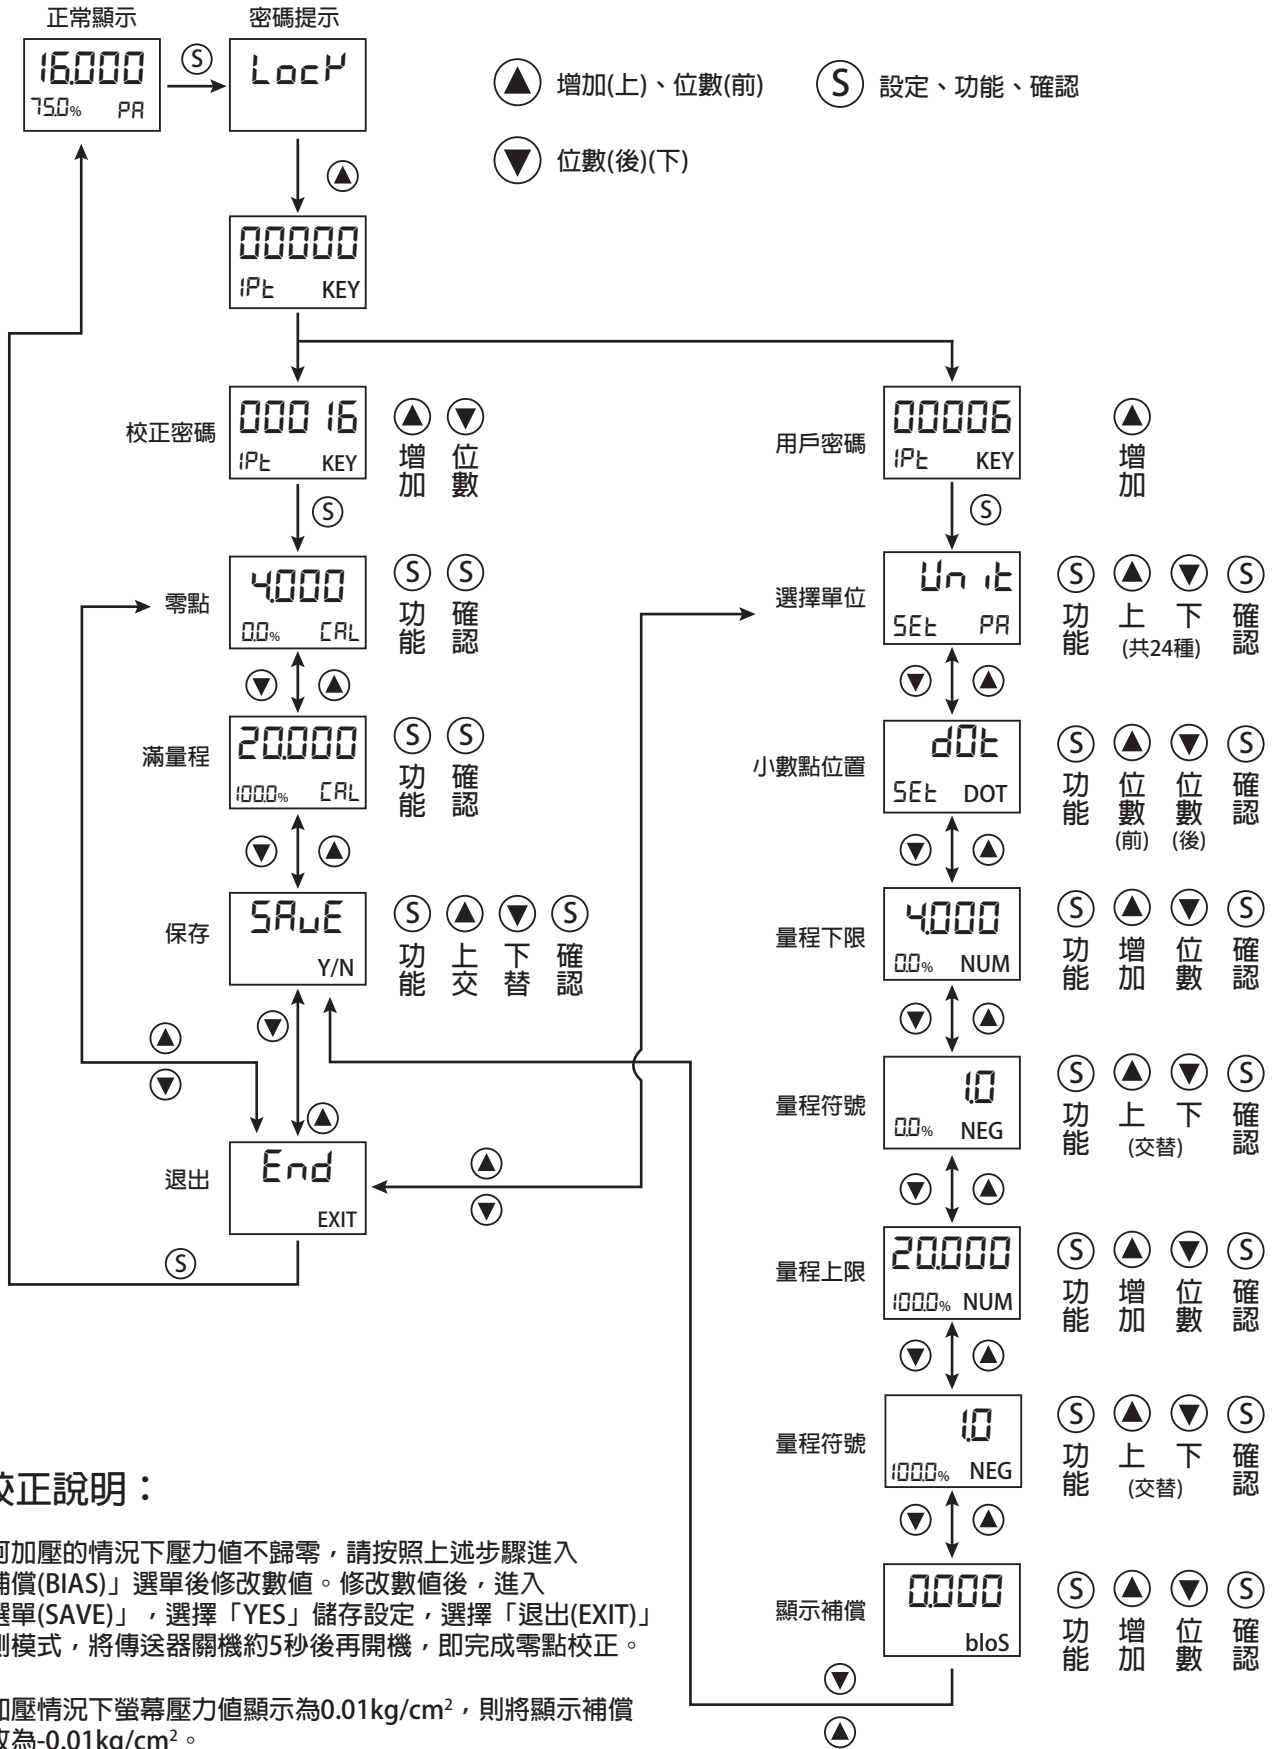 正常顯示
密碼提示
16.000
75.0% PA
S
LocK
增加(上)、位數(前)
S 設定、功能、確認
位數(後)(下)
00000
IPt KEY
校正密碼
00016
IPt KEY
增加 位數
用戶密碼
00006
IPt KEY
增加
S
S
零點
4.000
0.0% CAL
S S
功能 確認
選擇單位
Unit
SEt PA
S S
功能 上 下 確認
(共24種)
滿量程
20.000
100.0% CAL
S S
功能 確認
小數點位置
dOt
SEt DOT
S S
功能 位數(前) 位數(後) 確認
保存
SAvE
Y/N
S S
功能 上交 下替 確認
量程下限
4.000
0.0% NUM
S S
功能 增加 位數 確認
量程符號
1.0
0.0% NEG
S S
功能 上 下 確認
(交替)
退出
End
EXIT
S
量程上限
20.000
100.0% NUM
S S
功能 增加 位數 確認
量程符號
1.0
100.0% NEG
S S
功能 上 下 確認
(交替)
顯示補償
0.000
bIoS
S S
功能 增加 位數 確認
校正說明：
何加壓的情況下壓力值不歸零，請按照上述步驟進入
補償(BIAS)」選單後修改數值。修改數值後，進入
選單(SAVE)」，選擇「YES」儲存設定，選擇「退出(EXIT)」
測模式，將傳送器關機約5秒後再開機，即完成零點校正。
加壓情況下螢幕壓力值顯示為0.01kg/cm²，則將顯示補償
改為-0.01kg/cm²。